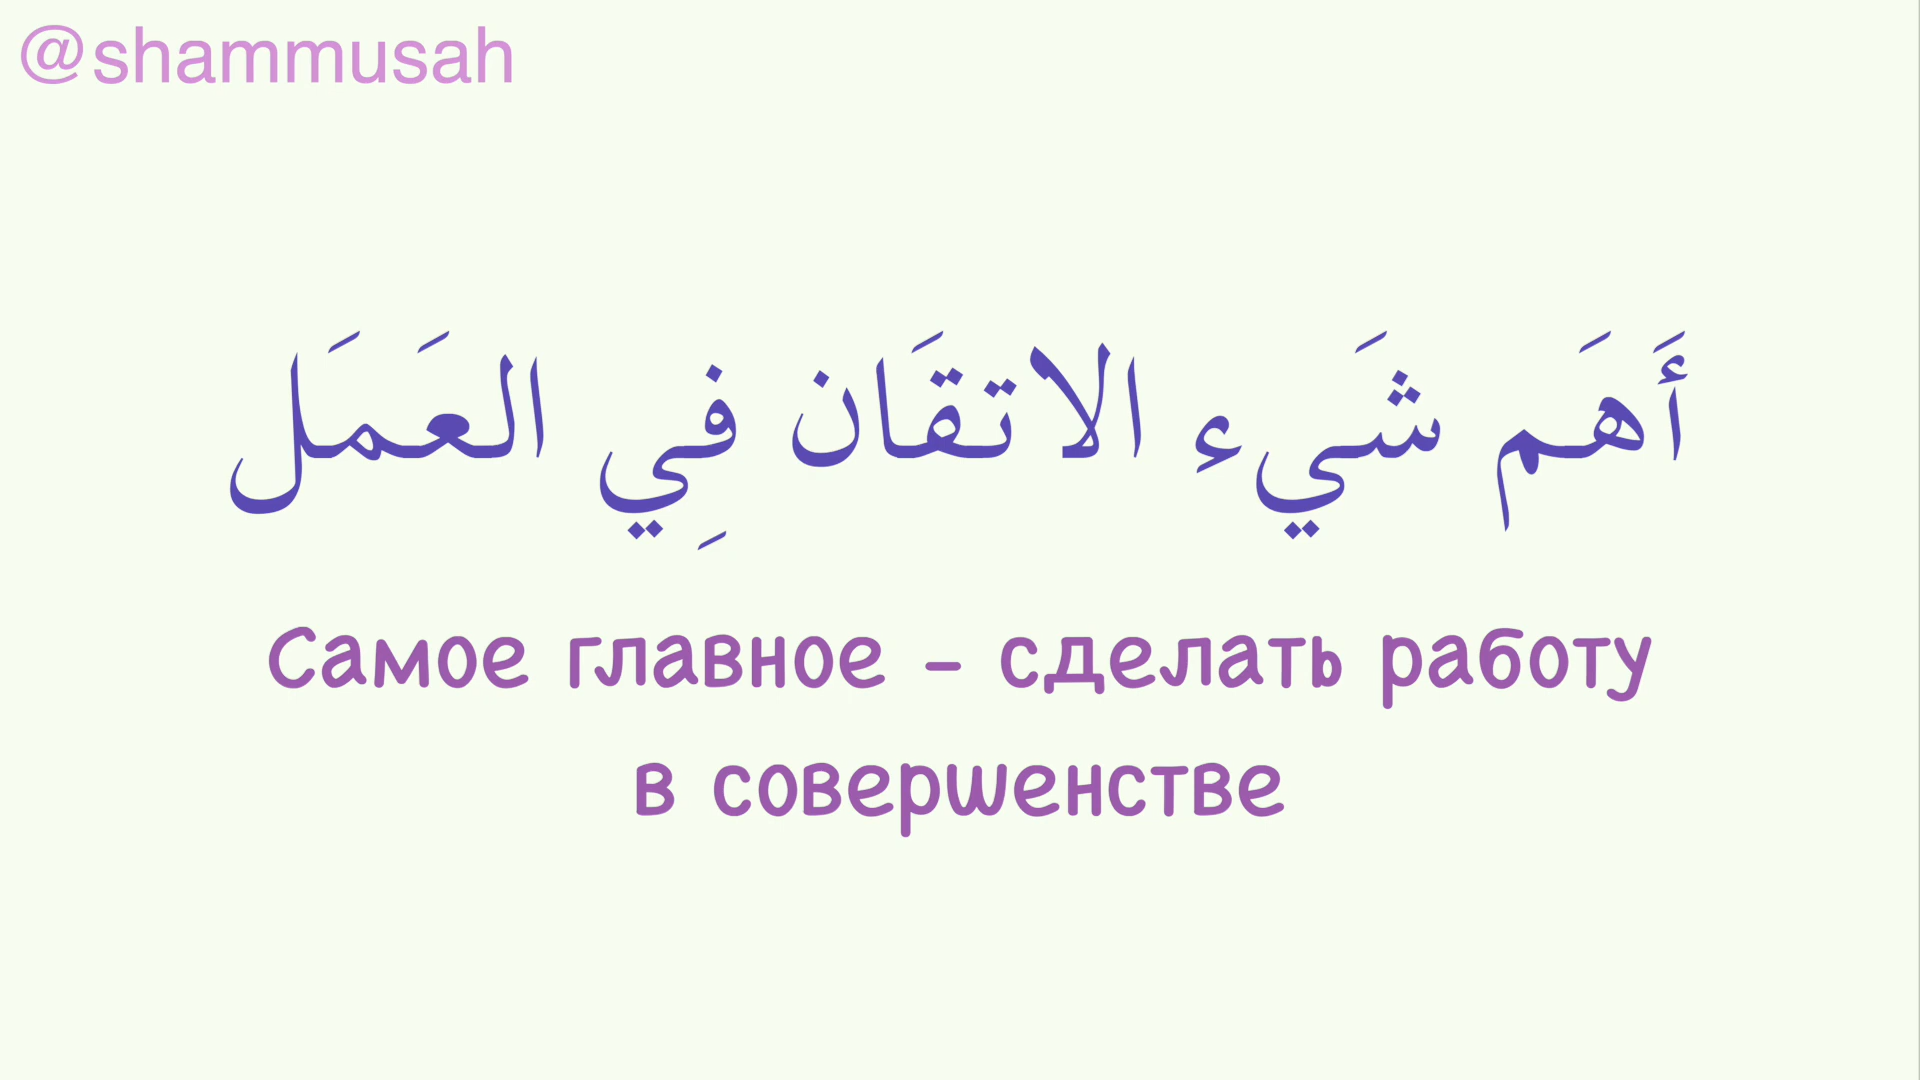 @shammusah
أَهَم شَيء الاتقَان فِي العَمَل
Самое главное - сделать работу
в совершенстве